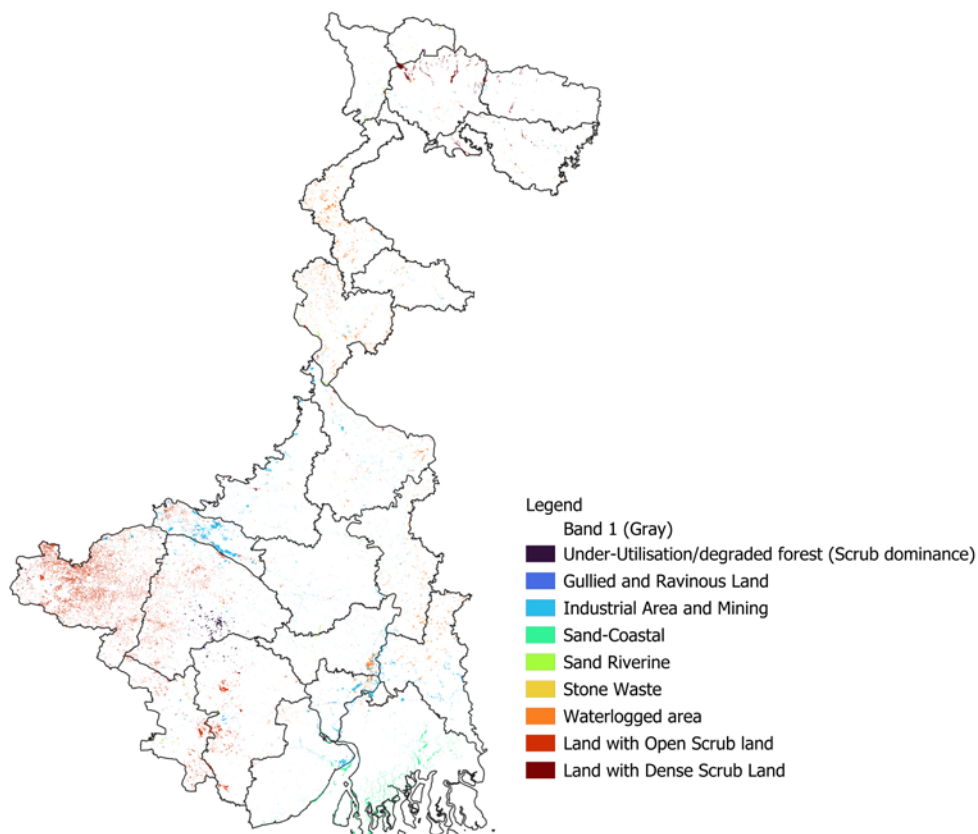 Legend
Band 1 (Gray)
Under-Utilisation/degraded forest (Scrub dominance)
Gullied and Ravinous Land
Industrial Area and Mining
Sand-Coastal
Sand Riverine
Stone Waste
Waterlogged area
Land with Open Scrub land
Land with Dense Scrub Land